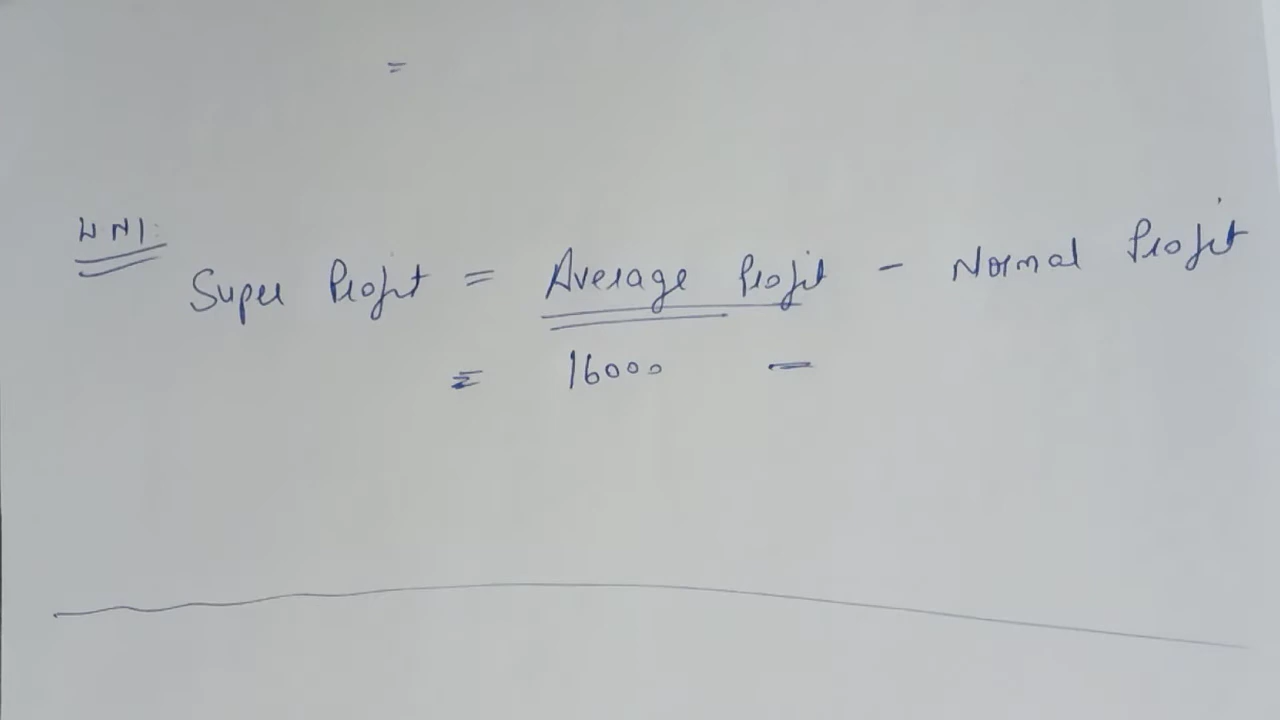 =
WN1:
Super Profit = Average Profit - Normal Profit
= 16000 -